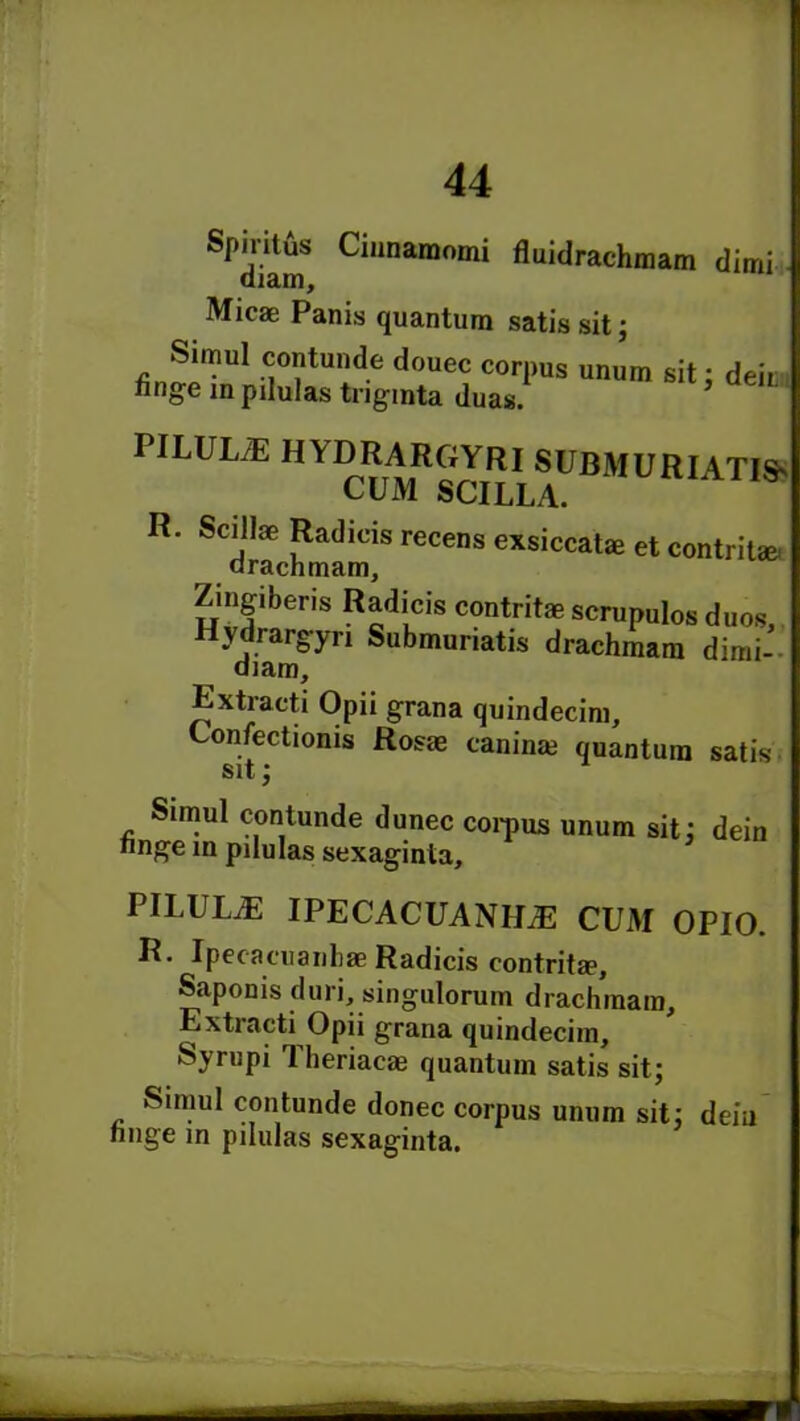 44
Spiritûs Cinnamomi fluidrachmam dimi-
diam,
Micæ Panis quantum satis sit;
Simul contunde douec corpus unum sit; dein
finge in pilulas triginta duas.
PILULÆ HYDRARGYRI SUBMURIATIS
CUM SCILLA.
R. Scillæ Radicis recens exsiccatæ et contritæ
drachmam,
Zingiberis Radicis contritæ scrupulos duos,
Hydrargyri Submuriatis drachmam dimi-
diam,
Extracti Opii grana quindecim,
Confectionis Rosæ caninæ quantum satis
sit;
Simul contunde dunec corpus unum sit; dein
finge in pilulas sexaginta,
PILULÆ IPECACUANHÆ CUM OPIO.
R. Ipecacuanhæ Radicis contritæ,
Saponis duri, singulorum drachmam,
Extracti Opii grana quindecim,
Syrupi Theriacæ quantum satis sit;
Simul contunde donec corpus unum sit; dein
finge in pilulas sexaginta.